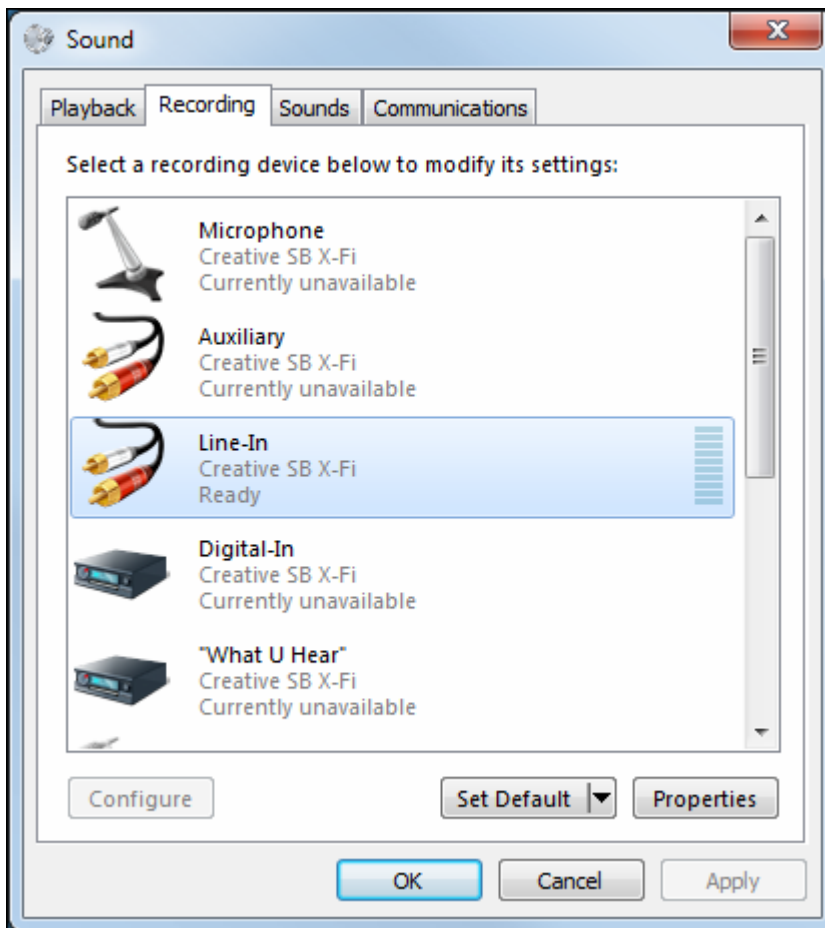 Sound
Playback Recording Sounds Communications
Select a recording device below to modify its settings:
Microphone
Creative SB X-Fi
Currently unavailable
Auxiliary
Creative SB X-Fi
Currently unavailable
Line-In
Creative SB X-Fi
Ready
Digital-In
Creative SB X-Fi
Currently unavailable
"What U Hear"
Creative SB X-Fi
Currently unavailable
Configure Set Default Properties
OK Cancel Apply